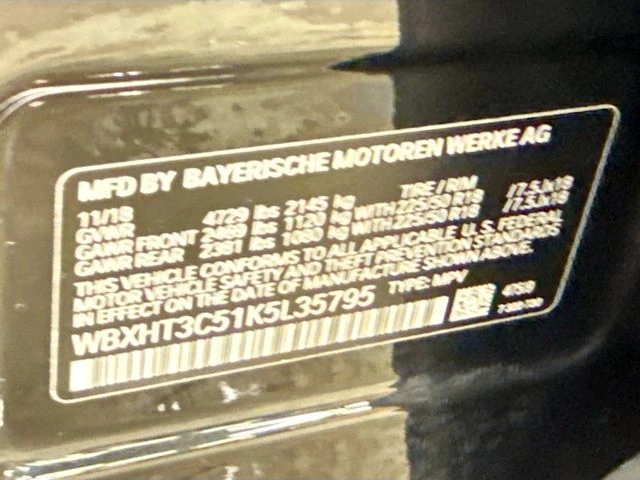 MFD BY BAYERISCHE MOTOREN WERKE AG
11/18 TIRE / RIM
GVWR 4729 lbs 2145 kg
GAWR FRONT 2469 lbs 1120 kg WITH 225/50 R18 /7.5Jx18
GAWR REAR 2381 lbs 1080 kg WITH 225/50 R18 /7.5Jx18
THIS VEHICLE CONFORMS TO ALL APPLICABLE U.S. FEDERAL
MOTOR VEHICLE SAFETY AND THEFT PREVENTION STANDARDS
IN EFFECT ON THE DATE OF MANUFACTURE SHOWN ABOVE.
WBXHT3C51K5L35795 TYPE: MPV